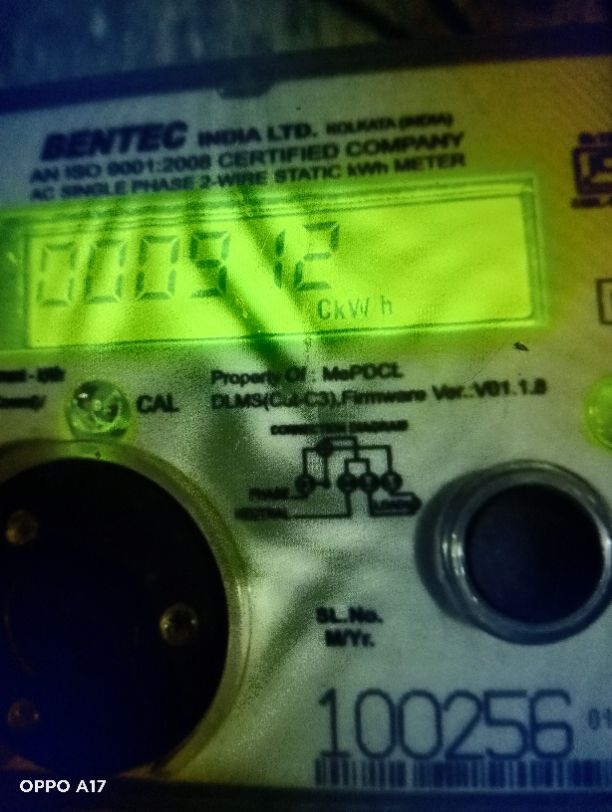 BENTEC INDIA LTD. KOLKATA (INDIA)
AN ISO 9001:2008 CERTIFIED COMPANY
AC SINGLE PHASE 2-WIRE STATIC kWh METER
000912
CkWh
Property Of : MePDCL
CAL
DLMS(Cat-C3),Firmware Ver.:V01.1.8
CONNECTION DIAGRAM
PHASE
NEUTRAL
LOAD
SL.No.
M/Yr.
100256
OPPO A17